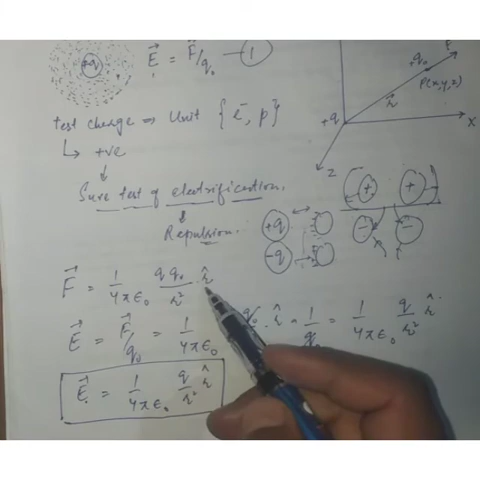 +q
E⃗ = F⃗/q₀ — ①
+q₀
P(x,y,z)
r⃗
+q
X
Z
Test charge ⇒ Unit {e⁻, p}
↳ +ve
↓
Sure test of electrification.
↓
Repulsion.
+ +
+q
- -
-q
F⃗ = 1/4πε₀ qq₀/r² . r̂
E⃗ = F⃗/q₀ = 1/4πε₀ q₀ . r̂ . 1/q₀ = 1/4πε₀ q/r² r̂
E⃗ = 1/4πε₀ q/r² r̂